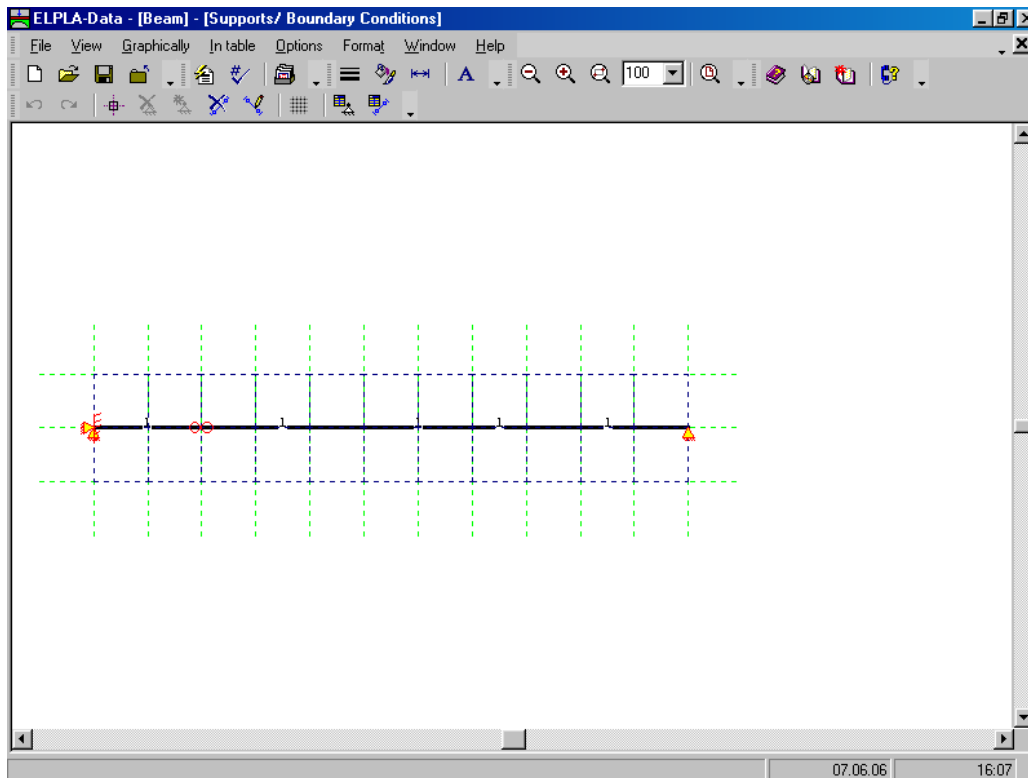 ELPLA-Data - [Beam] - [Supports/ Boundary Conditions]
File View Graphically In table Options Format Window Help
A 100
1 1 1 1 1
07.06.06 16:07